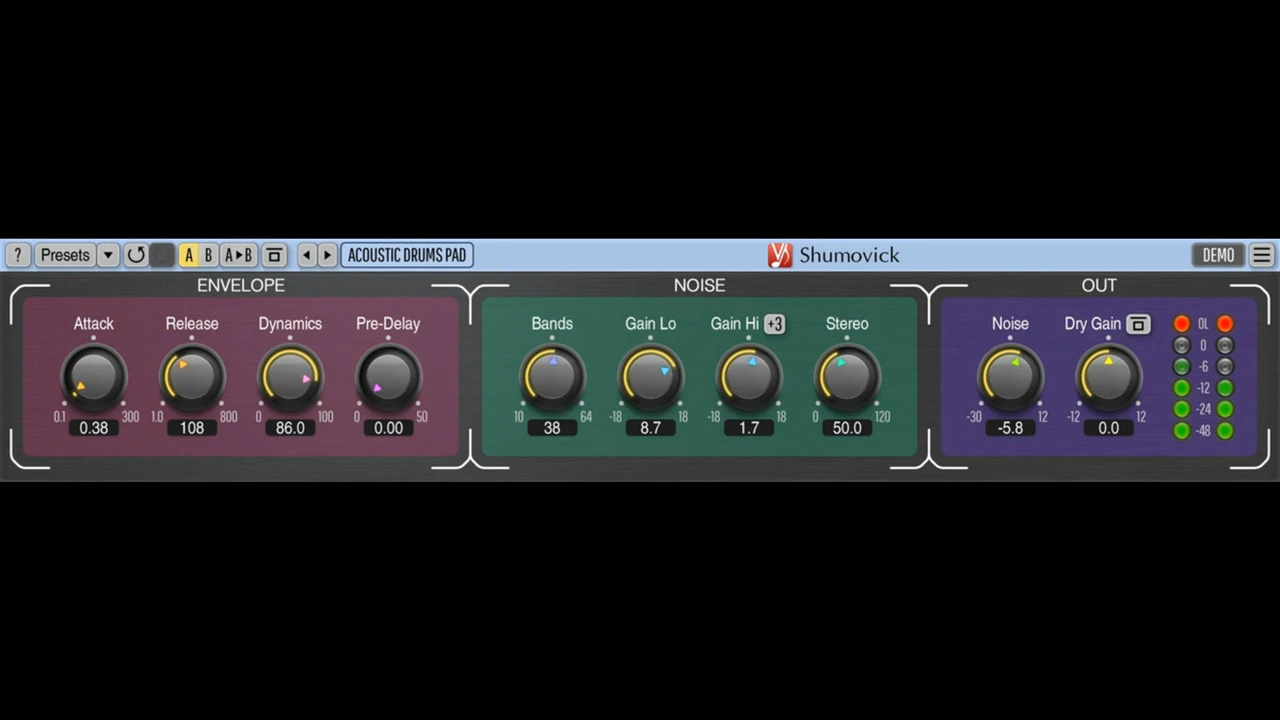 ? Presets A B A▸B ACOUSTIC DRUMS PAD Shumovick DEMO
ENVELOPE NOISE OUT
Attack Release Dynamics Pre-Delay Bands Gain Lo Gain Hi +3 Stereo Noise Dry Gain OL
0
-6
-12
0.1 300 1.0 800 0 100 0 50 10 64 -18 18 -18 18 0 120 -30 12 -12 12 -24
0.38 108 86.0 0.00 38 8.7 1.7 50.0 -5.8 0.0 -48